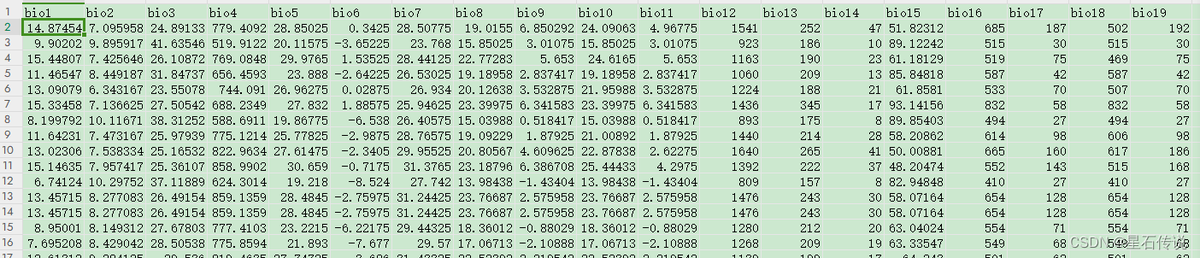 1 bio1 bio2 bio3 bio4 bio5 bio6 bio7 bio8 bio9 bio10 bio11 bio12 bio13 bio14 bio15 bio16 bio17 bio18 bio19
2 14.87454 7.095958 24.89133 779.4092 28.85025 0.3425 28.50775 19.0155 6.850292 24.09063 4.96775 1541 252 47 51.82312 685 187 502 192
3 9.90202 9.895917 41.63546 519.9122 20.11575 -3.65225 23.768 15.85025 3.01075 15.85025 3.01075 923 186 10 89.12242 515 30 515 30
4 15.44807 7.425646 26.10872 769.0848 29.9765 1.53525 28.44125 22.77283 5.653 24.6165 5.653 1163 190 23 61.18129 519 75 469 75
5 11.46547 8.449187 31.84737 656.4593 23.888 -2.64225 26.53025 19.18958 2.837417 19.18958 2.837417 1060 209 13 85.84818 587 42 587 42
6 13.09079 6.343167 23.55078 744.091 26.96275 0.02875 26.934 20.12638 3.532875 21.95988 3.532875 1224 188 21 61.8581 533 70 507 70
7 15.33458 7.136625 27.50542 688.2349 27.832 1.88575 25.94625 23.39975 6.341583 23.39975 6.341583 1436 345 17 93.14156 832 58 832 58
8 8.199792 10.11671 38.31252 588.6911 19.86775 -6.538 26.40575 15.03988 0.518417 15.03988 0.518417 893 175 8 89.85403 494 27 494 27
9 11.64231 7.473167 25.97939 775.1214 25.77825 -2.9875 28.76575 19.09229 1.87925 21.00892 1.87925 1440 214 28 58.20862 614 98 606 98
10 13.02306 7.538334 25.16532 822.9634 27.61475 -2.3405 29.95525 20.80567 4.609625 22.87838 2.62275 1640 265 41 50.00881 665 160 617 186
11 15.14635 7.957417 25.36107 858.9902 30.659 -0.7175 31.3765 23.18796 6.386708 25.44433 4.2975 1392 222 37 48.20474 552 143 515 168
12 6.74124 10.29752 37.11889 624.3014 19.218 -8.524 27.742 13.98438 -1.43404 13.98438 -1.43404 809 157 8 82.94848 410 27 410 27
13 13.45715 8.277083 26.49154 859.1359 28.4845 -2.75975 31.24425 23.76687 2.575958 23.76687 2.575958 1476 243 30 58.07164 654 128 654 128
14 13.45715 8.277083 26.49154 859.1359 28.4845 -2.75975 31.24425 23.76687 2.575958 23.76687 2.575958 1476 243 30 58.07164 654 128 654 128
15 8.95001 8.149312 27.67803 777.4103 23.2215 -6.22175 29.44325 18.36012 -0.88029 18.36012 -0.88029 1280 212 20 63.04024 554 71 554 71
16 7.695208 8.429042 28.50538 775.8594 21.893 -7.677 29.57 17.06713 -2.10888 17.06713 -2.10888 1268 209 19 63.33547 549 68 549 68
CSDN @星石传说